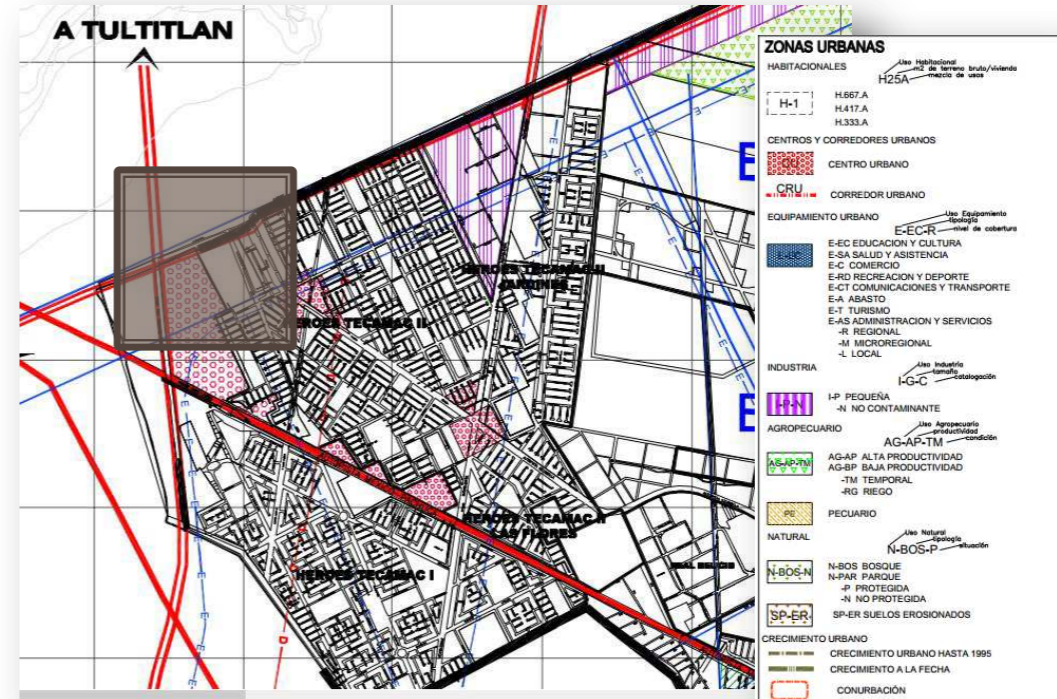 A TULTITLAN
HEROES TECAMAC II
JARDINES
HEROES TECAMAC II
HEROES TECAMAC II
LAS FLORES
HEROES TECAMAC I
E
E
D
D
ZONAS URBANAS
HABITACIONALES
Uso Habitacional
m2 de terreno bruto/vivienda
mezcla de usos
H25A
H-1
H.667.A
H.417.A
H.333.A
CENTROS Y CORREDORES URBANOS
CU
CENTRO URBANO
CRU
CORREDOR URBANO
EQUIPAMIENTO URBANO
Uso Equipamiento
tipología
nivel de cobertura
E-EC-R
E-EC
E-EC EDUCACION Y CULTURA
E-SA SALUD Y ASISTENCIA
E-C COMERCIO
E-RD RECREACION Y DEPORTE
E-CT COMUNICACIONES Y TRANSPORTE
E-A ABASTO
E-T TURISMO
E-AS ADMINISTRACION Y SERVICIOS
-R REGIONAL
-M MICROREGIONAL
-L LOCAL
INDUSTRIA
Uso Industria
tamaño
catalogación
I-G-C
I-P-N
I-P PEQUEÑA
-N NO CONTAMINANTE
AGROPECUARIO
Uso Agropecuario
productividad
condición
AG-AP-TM
AG-AP-TM
AG-AP ALTA PRODUCTIVIDAD
AG-BP BAJA PRODUCTIVIDAD
-TM TEMPORAL
-RG RIEGO
PE
PECUARIO
NATURAL
Uso Natural
tipología
situación
N-BOS-P
N-BOS-N
N-BOS BOSQUE
N-PAR PARQUE
-P PROTEGIDA
-N NO PROTEGIDA
SP-ER
SP-ER SUELOS EROSIONADOS
CRECIMIENTO URBANO
CRECIMIENTO URBANO HASTA 1995
CRECIMIENTO A LA FECHA
CONURBACIÓN